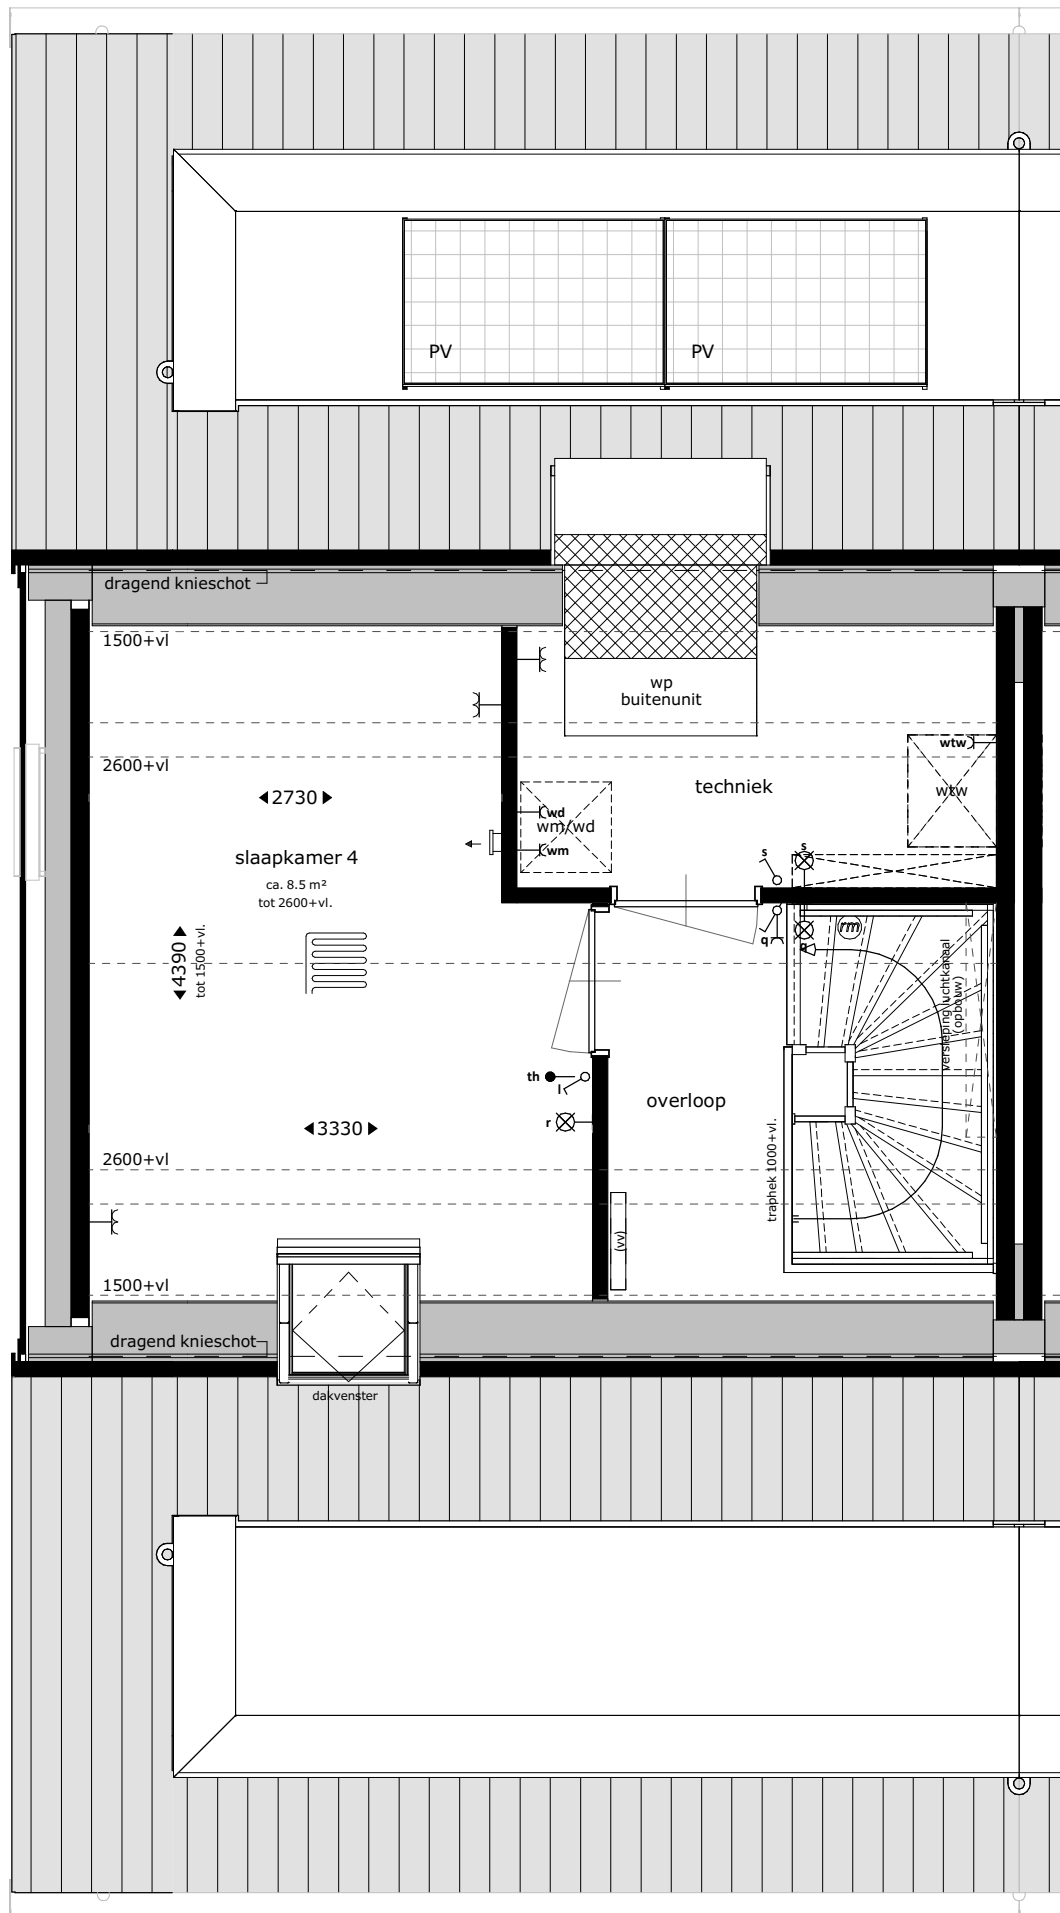 PV
PV
dragend knieschot
1500+vl
wp
buitenunit
2600+vl
wtw
techniek
wtw
2730
wd
wm/wd
wm
slaapkamer 4
ca. 8.5 m²
tot 2600+vl.
s
s
rm
q
q
4390
tot 1500+vl.
versleping luchtkanaal
(opbouw)
th
l
r
overloop
3330
traphek 1000+vl.
2600+vl
(vv)
1500+vl
dragend knieschot
dakvenster